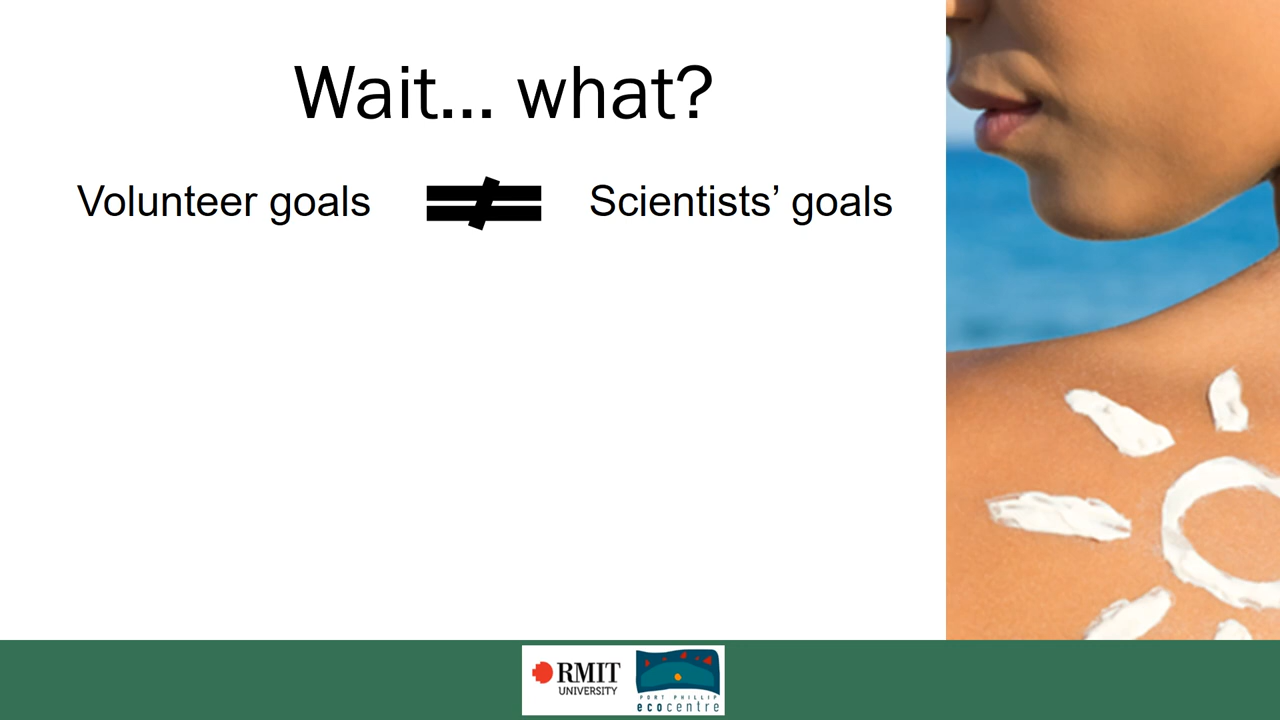 Wait... what?
Volunteer goals ≠ Scientists’ goals
RMIT
UNIVERSITY
PORT PHILLIP
ecocentre